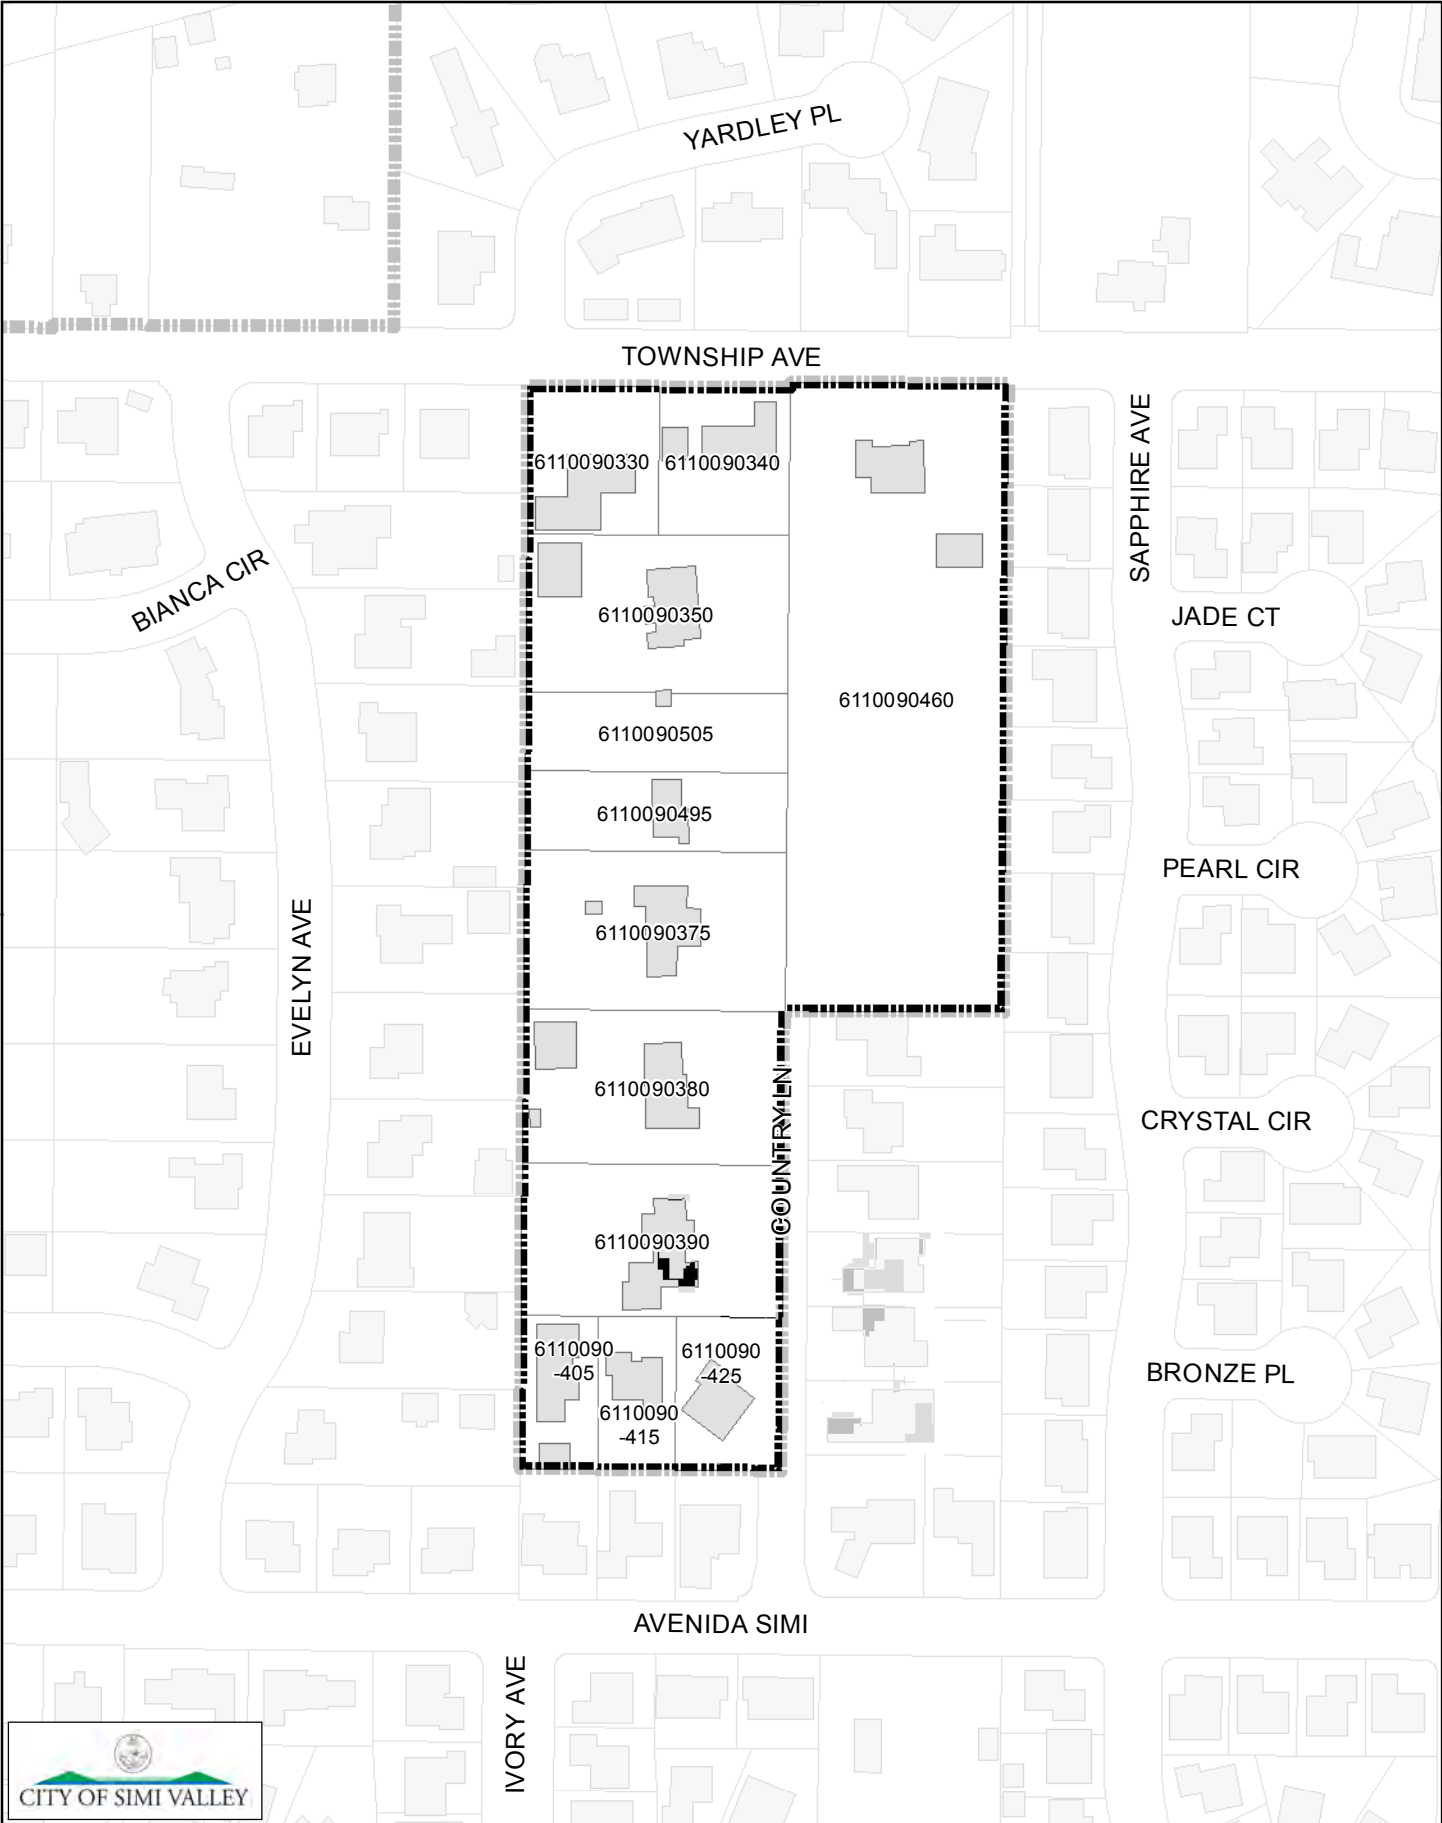 YARDLEY PL
TOWNSHIP AVE
SAPPHIRE AVE
6110090330
6110090340
BIANCA CIR
JADE CT
6110090350
6110090460
6110090505
6110090495
PEARL CIR
6110090375
EVELYN AVE
6110090380
COUNTRY LN
CRYSTAL CIR
6110090390
6110090
-405
6110090
-425
BRONZE PL
6110090
-415
AVENIDA SIMI
IVORY AVE
CITY OF SIMI VALLEY